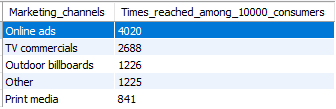 Marketing_channels Times_reached_among_10000_consumers
Online ads 4020
TV commercials 2688
Outdoor billboards 1226
Other 1225
Print media 841